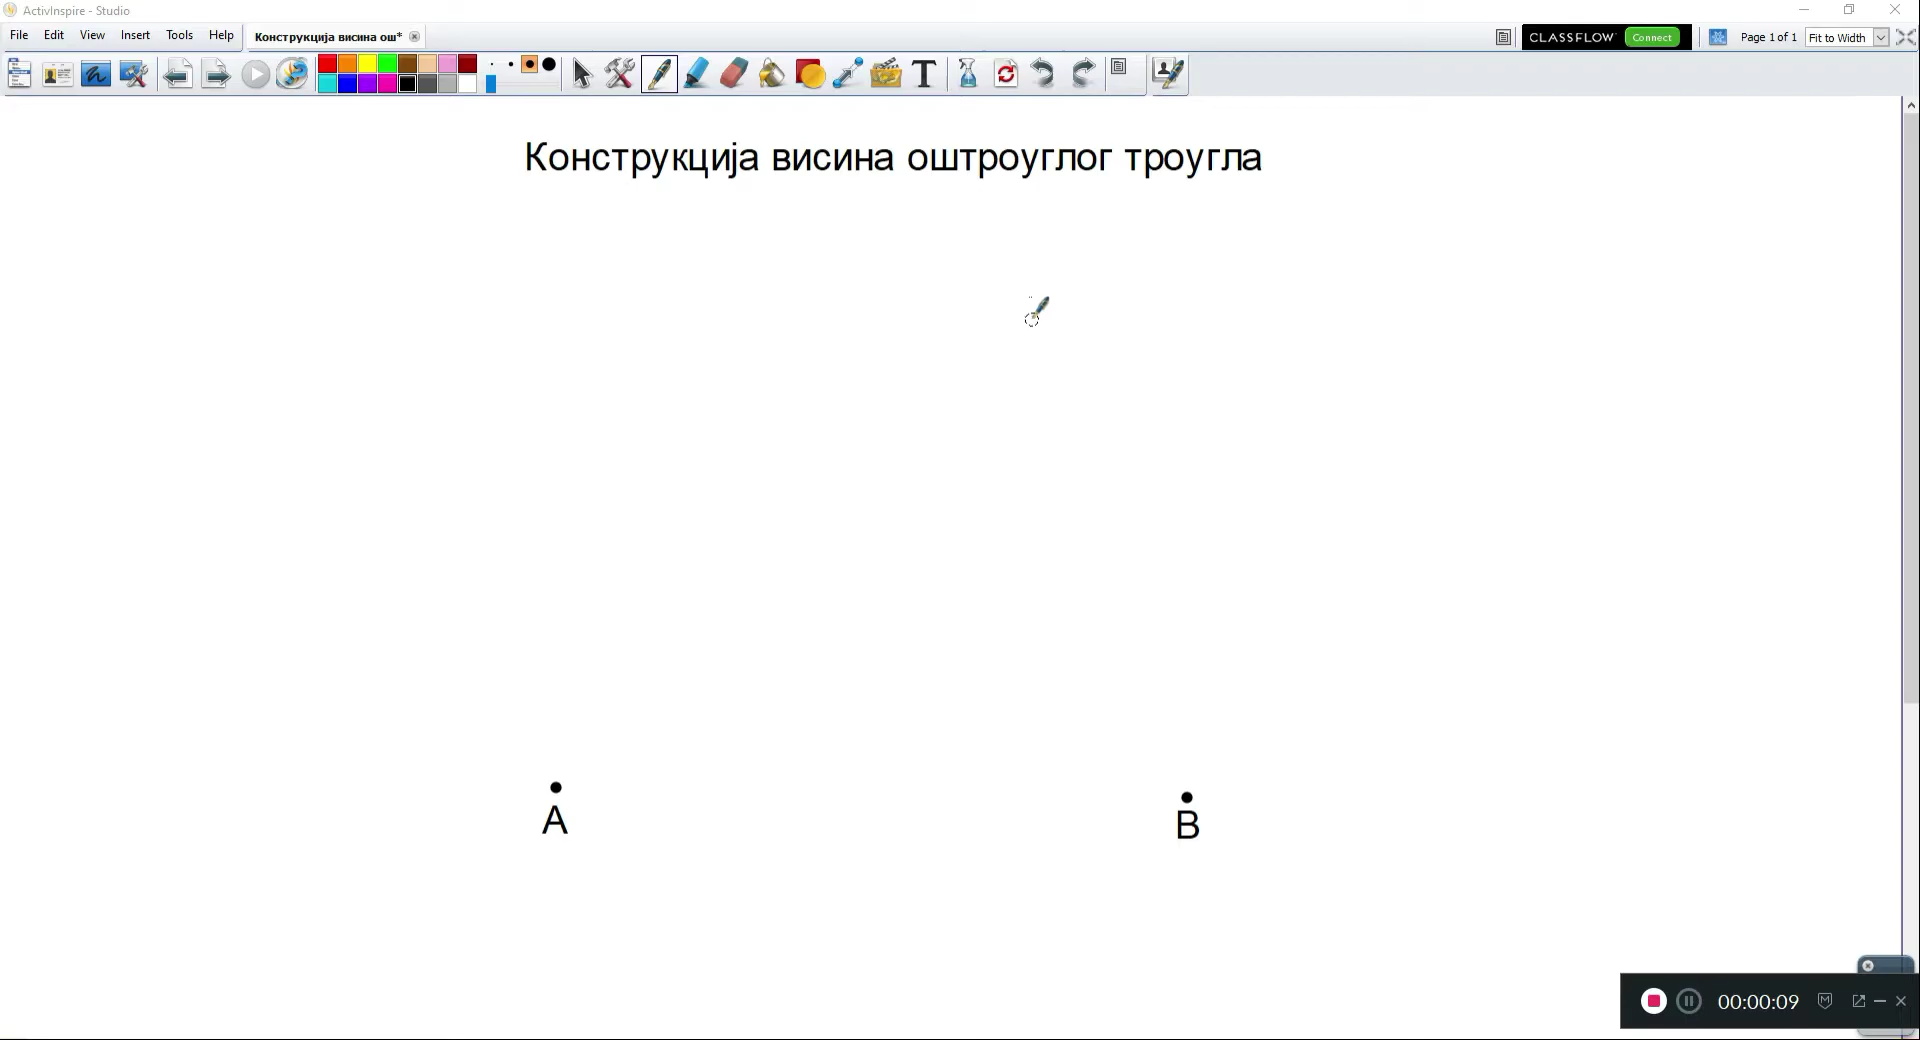 ActivInspire - Studio
File Edit View Insert Tools Help
Конструкција висина ош*
CLASSFLOW Connect
Page 1 of 1
Fit to Width
T
Конструкција висина оштроуглог троугла
A
B
00:00:09